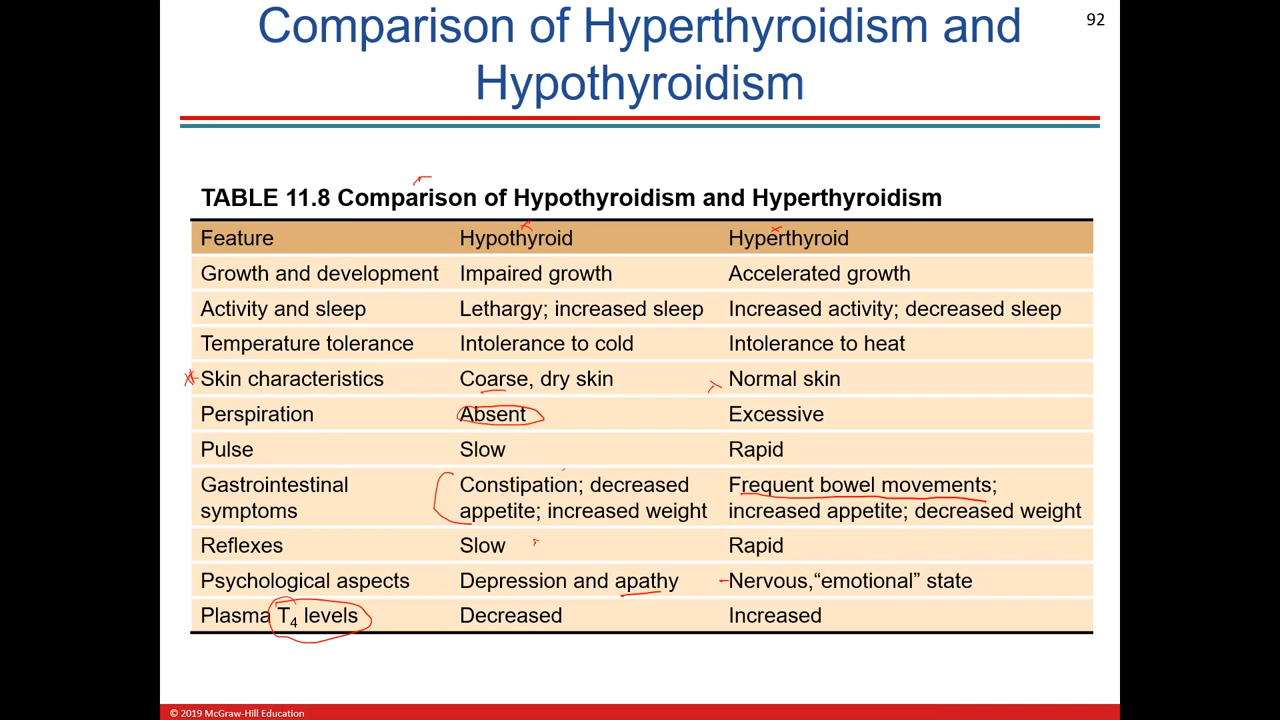 Comparison of Hyperthyroidism and
92
Hypothyroidism
TABLE 11.8 Comparison of Hypothyroidism and Hyperthyroidism
Feature Hypothyroid Hyperthyroid
Growth and development Impaired growth Accelerated growth
Activity and sleep Lethargy; increased sleep Increased activity; decreased sleep
Temperature tolerance Intolerance to cold Intolerance to heat
Skin characteristics Coarse, dry skin Normal skin
Perspiration Absent Excessive
Pulse Slow Rapid
Gastrointestinal Constipation; decreased Frequent bowel movements;
symptoms appetite; increased weight increased appetite; decreased weight
Reflexes Slow Rapid
Psychological aspects Depression and apathy Nervous,“emotional” state
Plasma T4 levels Decreased Increased
© 2019 McGraw-Hill Education